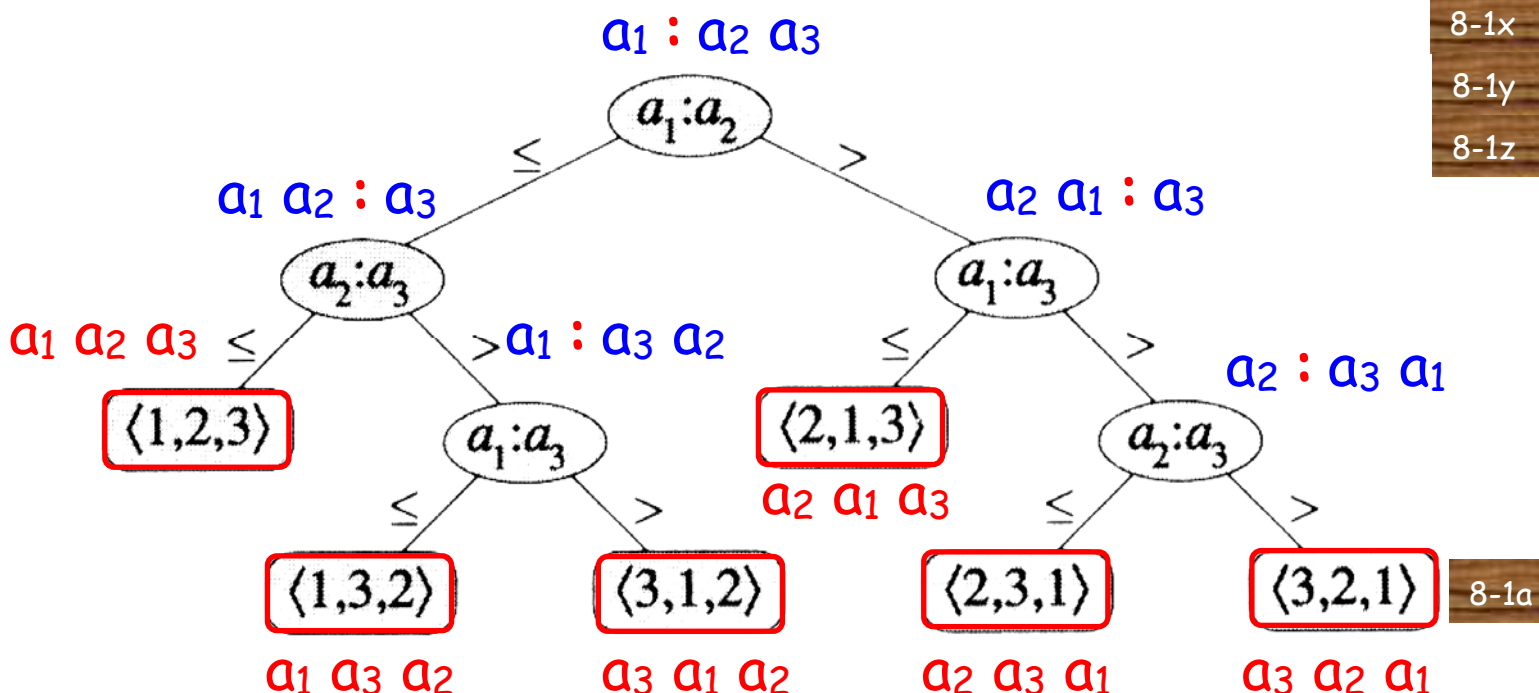 a1 : a2 a3
8-1x
8-1y
8-1z
a1:a2
≤ >
a1 a2 : a3
a2 a1 : a3
a2:a3
a1:a3
a1 a2 a3 ≤ > a1 : a3 a2
≤ > a2 : a3 a1
⟨1,2,3⟩
a1:a3
⟨2,1,3⟩
a2:a3
a2 a1 a3
≤ > ≤ >
⟨1,3,2⟩ ⟨3,1,2⟩ ⟨2,3,1⟩ ⟨3,2,1⟩
8-1a
a1 a3 a2 a3 a1 a2 a2 a3 a1 a3 a2 a1